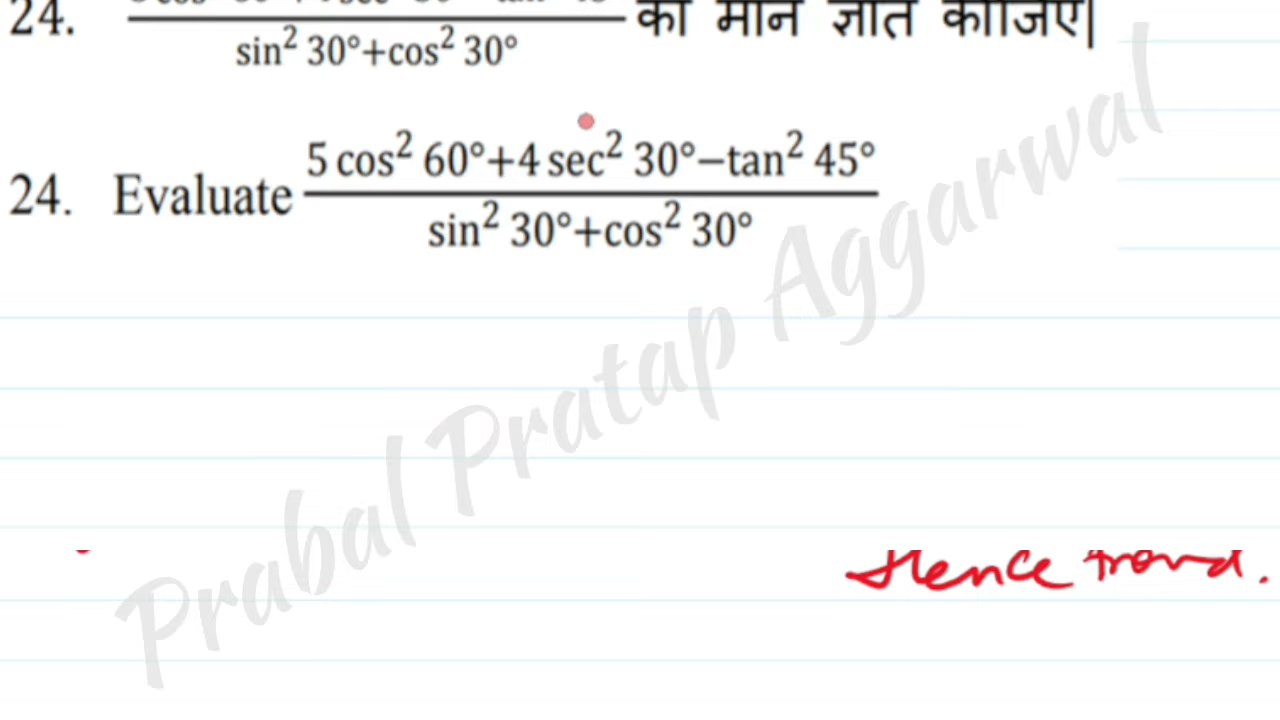 24. का मान ज्ञात कीजिए|
sin² 30°+cos² 30°
5 cos² 60°+4 sec² 30°−tan² 45°
24. Evaluate
sin² 30°+cos² 30°
Prabal Pratap Aggarwal
Hence